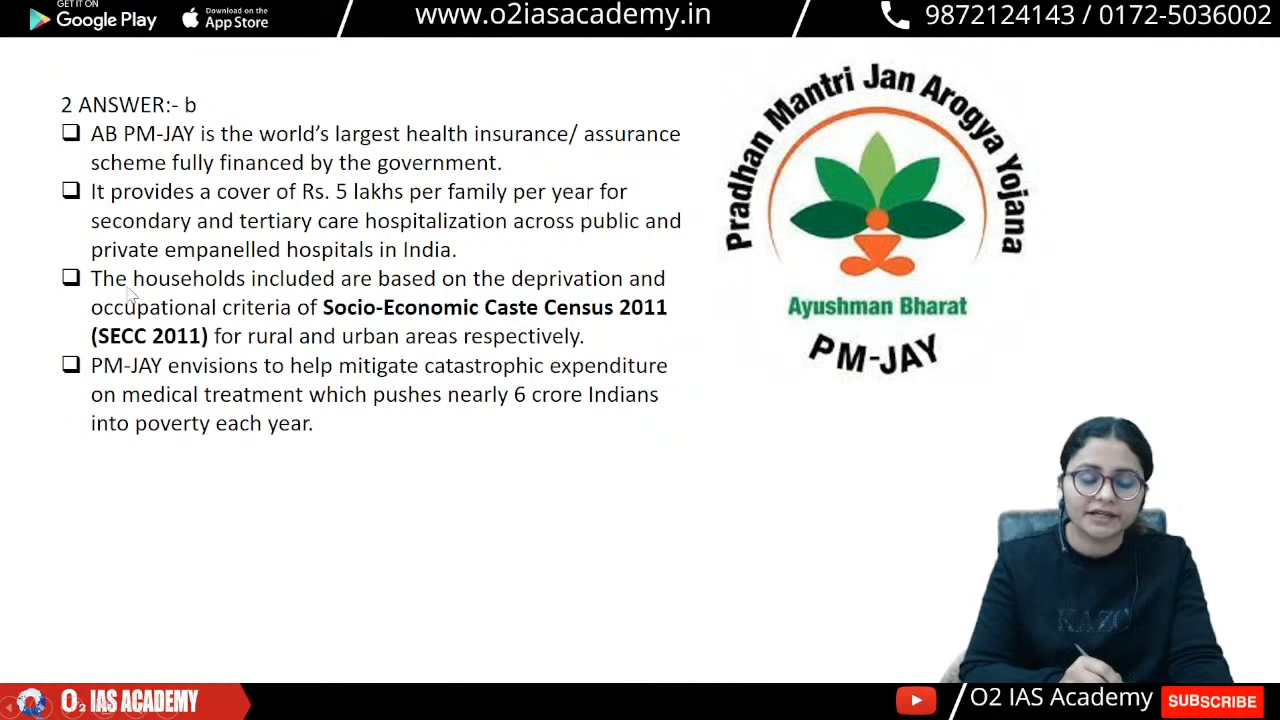 GET IT ON
Google Play
Download on the
App Store
www.o2iasacademy.in
9872124143 / 0172-5036002
2 ANSWER:- b
AB PM-JAY is the world’s largest health insurance/ assurance
scheme fully financed by the government.
It provides a cover of Rs. 5 lakhs per family per year for
secondary and tertiary care hospitalization across public and
private empanelled hospitals in India.
The households included are based on the deprivation and
occupational criteria of Socio-Economic Caste Census 2011
(SECC 2011) for rural and urban areas respectively.
PM-JAY envisions to help mitigate catastrophic expenditure
on medical treatment which pushes nearly 6 crore Indians
into poverty each year.
Pradhan Mantri Jan Arogya Yojana
Ayushman Bharat
PM-JAY
KAZO
O2 IAS ACADEMY
O2 IAS Academy
SUBSCRIBE